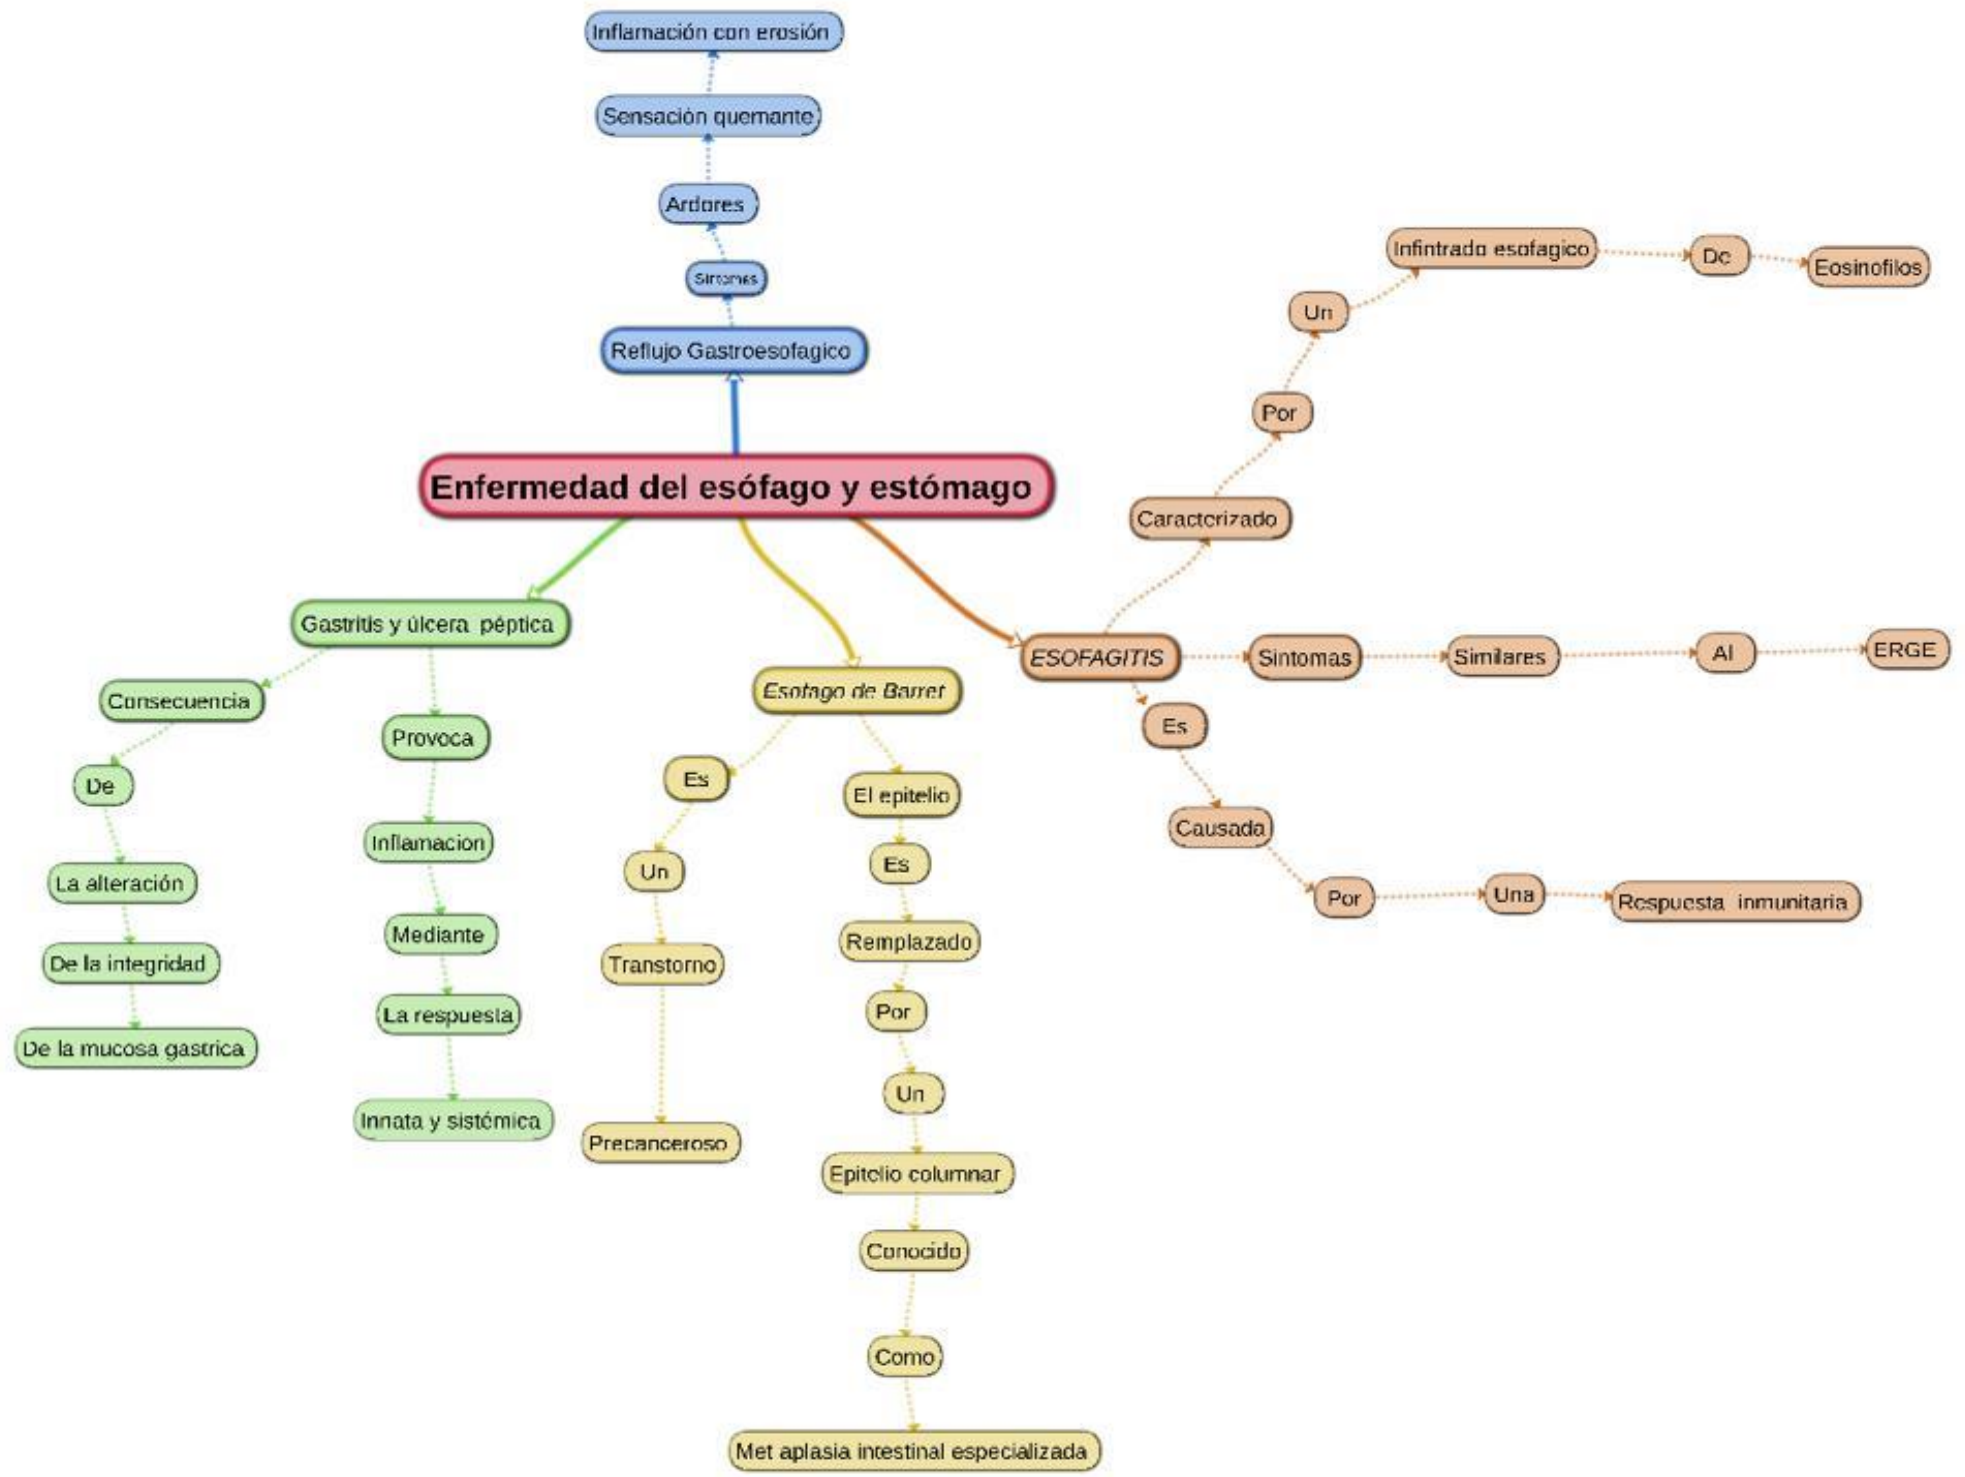 Inflamación con erosión
Sensación quemante
Ardores
Sintomas
Reflujo Gastroesofagico
Enfermedad del esófago y estómago
Gastritis y úlcera péptica
Consecuencia
De
La alteración
De la integridad
De la mucosa gastrica
Provoca
Inflamacion
Mediante
La respuesta
Innata y sistémica
Esofago de Barret
Es
Un
Transtorno
Precanceroso
El epitelio
Es
Remplazado
Por
Un
Epitelio columnar
Conocido
Como
Met aplasia intestinal especializada
ESOFAGITIS
Caracterizado
Por
Un
Infintrado esofagico
De
Eosinofilos
Sintomas
Similares
Al
ERGE
Es
Causada
Por
Una
Respuesta inmunitaria